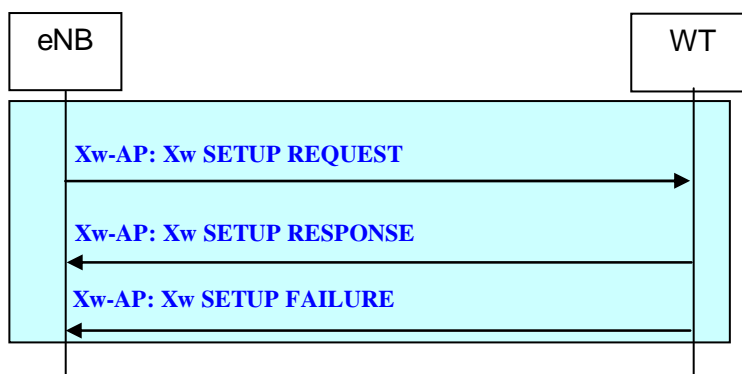 eNB
WT
Xw-AP: Xw SETUP REQUEST
Xw-AP: Xw SETUP RESPONSE
Xw-AP: Xw SETUP FAILURE